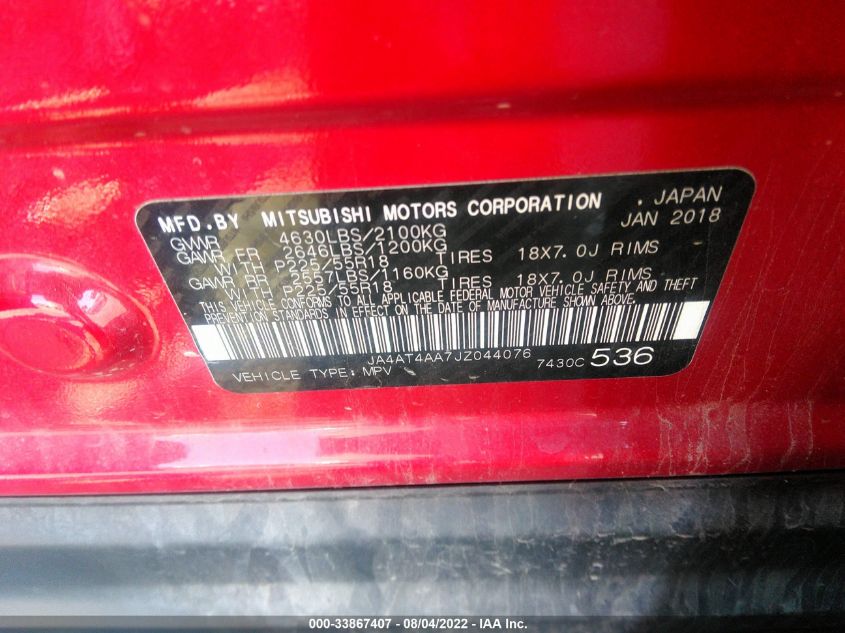 MFD.BY MITSUBISHI MOTORS CORPORATION . JAPAN
JAN 2018
GVWR 4630LBS/2100KG
GAWR FR 2646LBS/1200KG
WITH P225/55R18 TIRES 18X7.0J RIMS
GAWR RR 2557LBS/1160KG
WITH P225/55R18 TIRES 18X7.0J RIMS
THIS VEHICLE CONFORMS TO ALL APPLICABLE FEDERAL MOTOR VEHICLE SAFETY AND THEFT
PREVENTION STANDARDS IN EFFECT ON THE DATE OF MANUFACTURE SHOWN ABOVE.
JA4AT4AA7JZ044076
7430C 536
VEHICLE TYPE: MPV
000-33867407 - 08/04/2022 - IAA Inc.